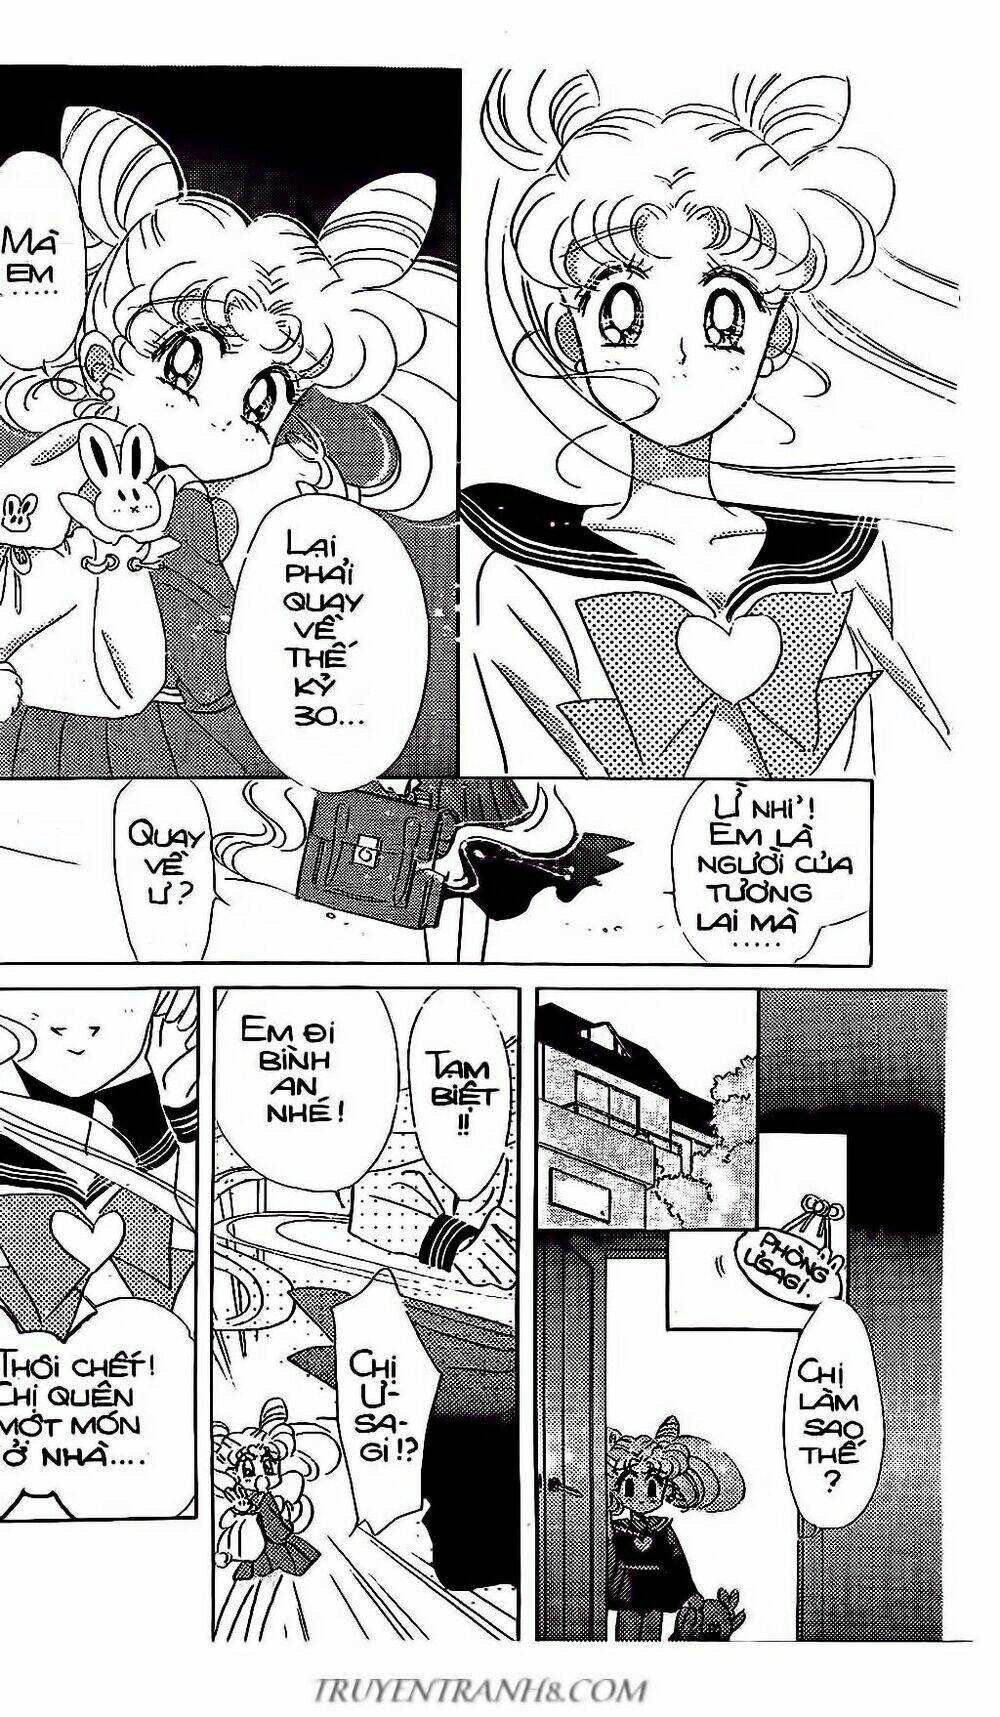 MÀ
EM
......
LẠI
PHẢI
QUAY
VỀ
THẾ
KỶ
30...
QUAY
VỀ
Ư?
Ừ NHỈ!
EM LÀ
NGƯỜI CỦA
TƯƠNG
LAI MÀ
.....
THÔI CHẾT!
CHỊ QUÊN
MỘT MÓN
Ở NHÀ....
EM ĐI
BÌNH
AN
NHÉ!
TẠM
BIỆT
!!
CHỊ
Ư-
SA-
GI!?
PHÒNG
ƯSAGI.
CHỊ
LÀM
SAO
THẾ
?
TRUYENTRANH8.COM